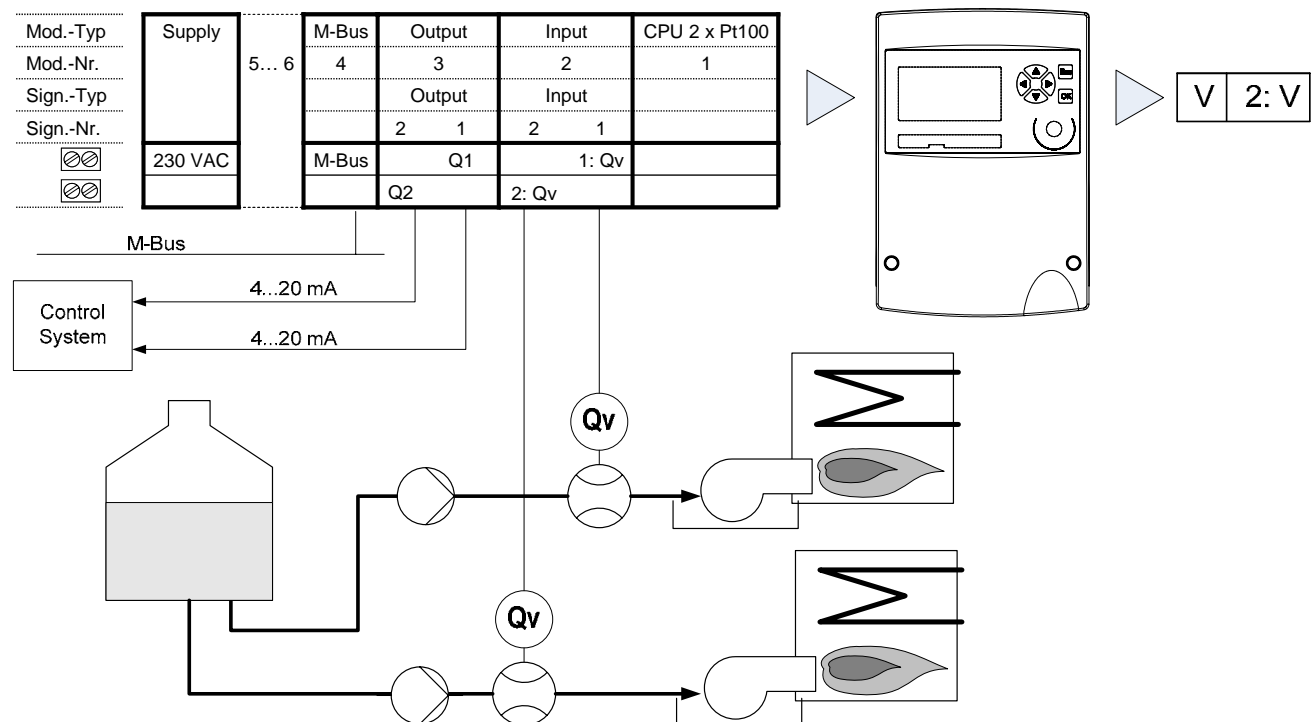 Mod.-Typ Supply M-Bus Output Input CPU 2 x Pt100
Mod.-Nr. 5… 6 4 3 2 1
Sign.-Typ Output Input
Sign.-Nr. 2 1 2 1
230 VAC M-Bus Q1 1: Qv
Q2 2: Qv
V 2: V
M-Bus
4...20 mA
Control
System
4...20 mA
Qv
Qv